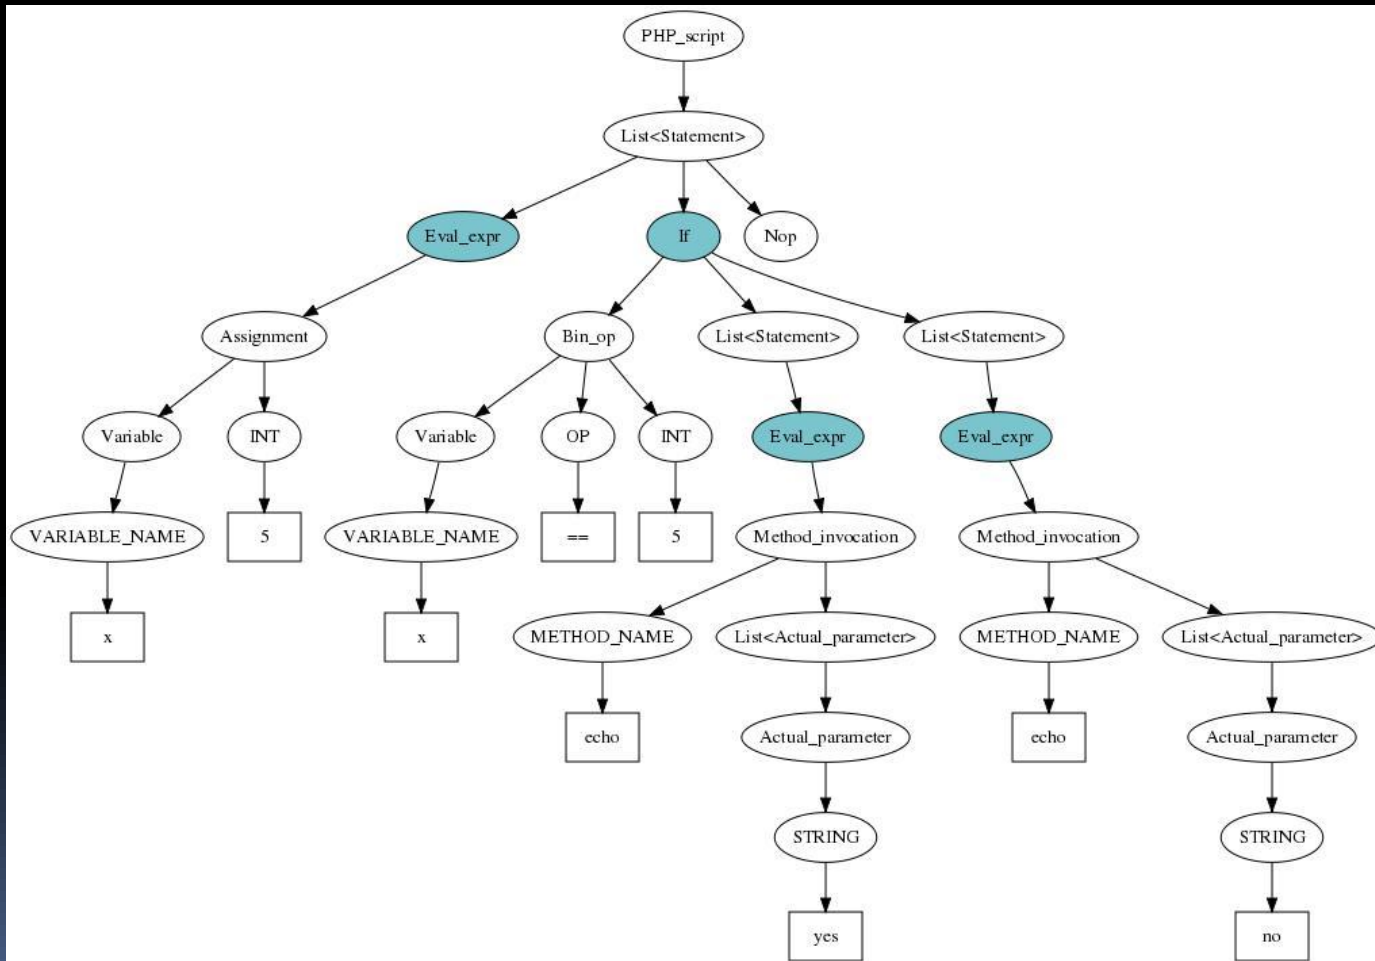 PHP_script
List<Statement>
Eval_expr If Nop
Assignment Bin_op List<Statement> List<Statement>
Variable INT Variable OP INT Eval_expr Eval_expr
VARIABLE_NAME 5 VARIABLE_NAME == 5 Method_invocation Method_invocation
x x METHOD_NAME List<Actual_parameter> METHOD_NAME List<Actual_parameter>
echo Actual_parameter echo Actual_parameter
STRING STRING
yes no